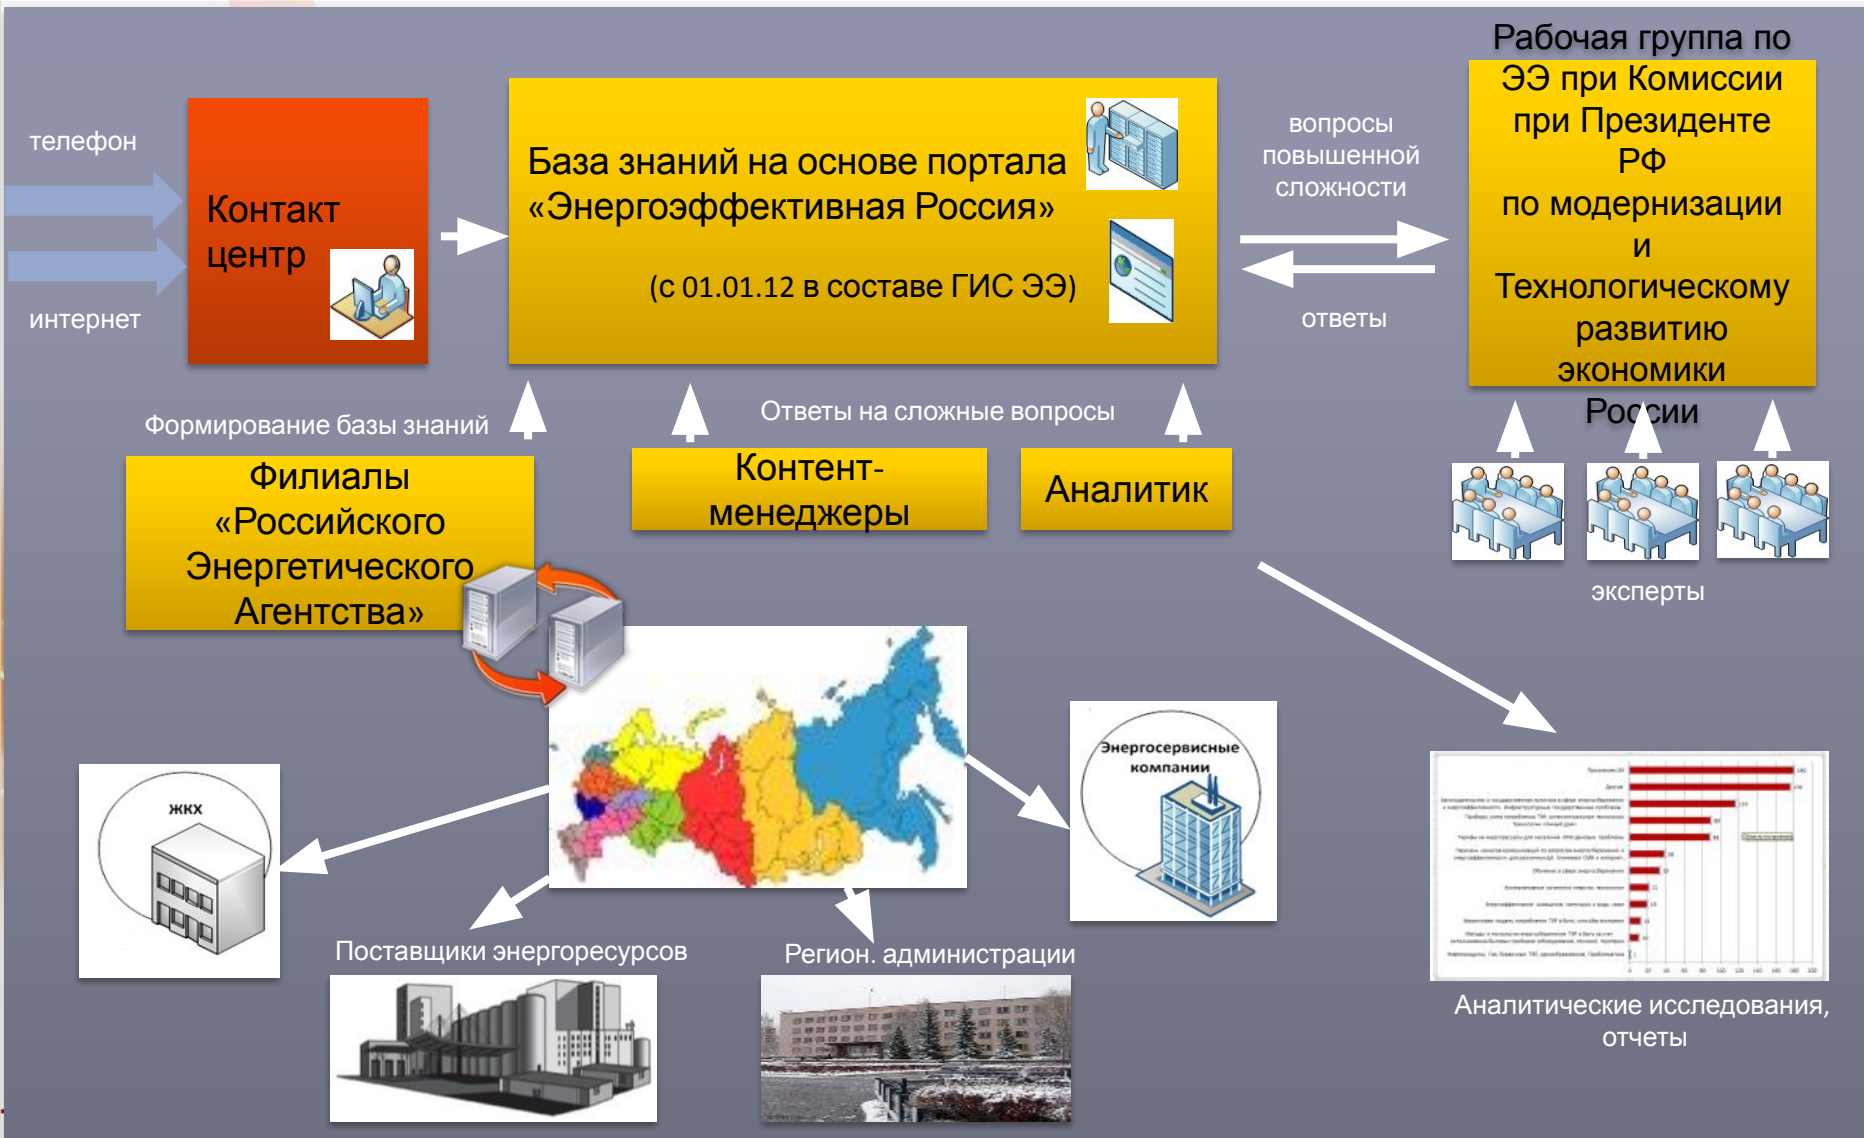 телефон
интернет
Контакт
центр
База знаний на основе портала
«Энергоэффективная Россия»
(с 01.01.12 в составе ГИС ЭЭ)
вопросы
повышенной
сложности
ответы
Рабочая группа по
ЭЭ при Комиссии
при Президенте
РФ
по модернизации
и
Технологическому
развитию
экономики
России
Формирование базы знаний
Ответы на сложные вопросы
Филиалы
«Российского
Энергетического
Агентства»
Контент-
менеджеры
Аналитик
эксперты
ЖКХ
Энергосервисные
компании
Поставщики энергоресурсов
Регион. администрации
Аналитические исследования,
отчеты